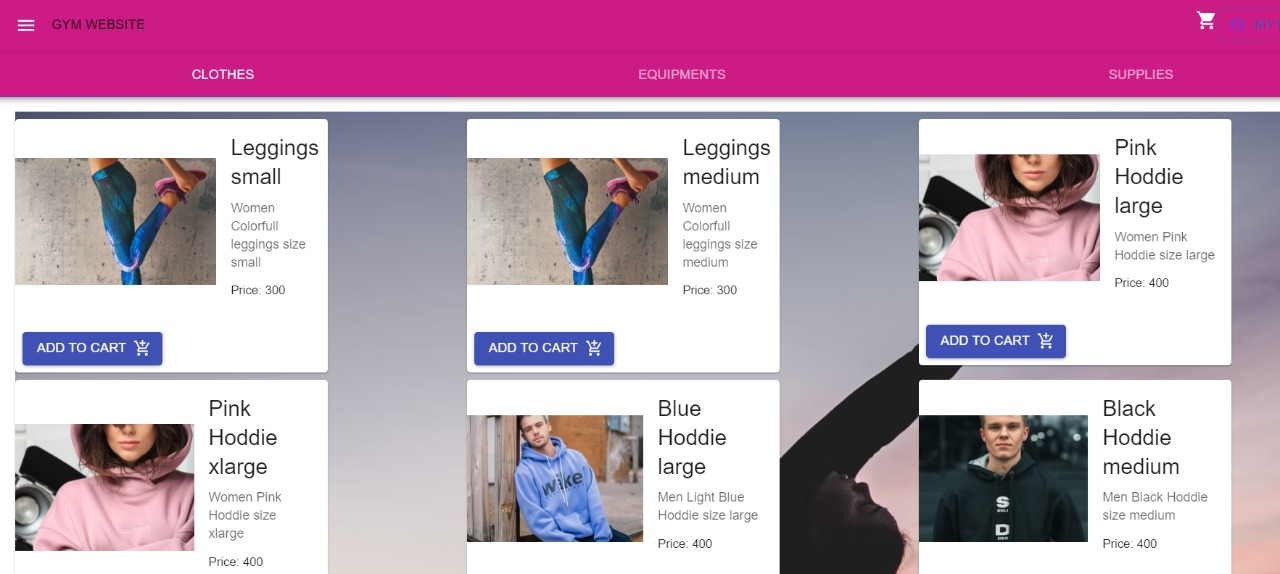 GYM WEBSITE
MY
CLOTHES
EQUIPMENTS
SUPPLIES
Leggings
small
Women
Colorfull
leggings size
small
Price: 300
ADD TO CART
Leggings
medium
Women
Colorfull
leggings size
medium
Price: 300
ADD TO CART
Pink
Hoddie
large
Women Pink
Hoddie size large
Price: 400
ADD TO CART
Pink
Hoddie
xlarge
Women Pink
Hoddie size
xlarge
Price: 400
Blue
Hoddie
large
Men Light Blue
Hoddie size large
Price: 400
Black
Hoddie
medium
Men Black Hoddie
size medium
Price: 400